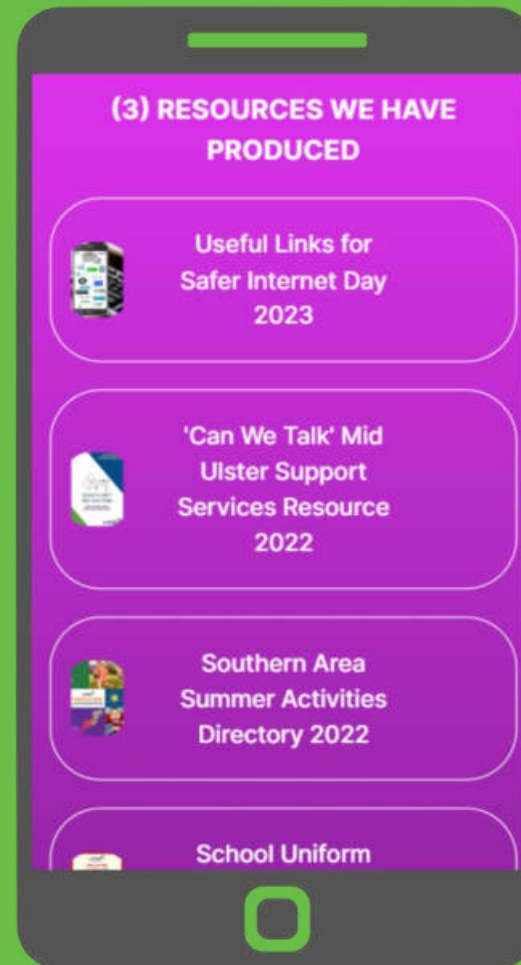 (3) RESOURCES WE HAVE
PRODUCED
Useful Links for
Safer Internet Day
2023
'Can We Talk' Mid
Ulster Support
Services Resource
2022
Southern Area
Summer Activities
Directory 2022
School Uniform